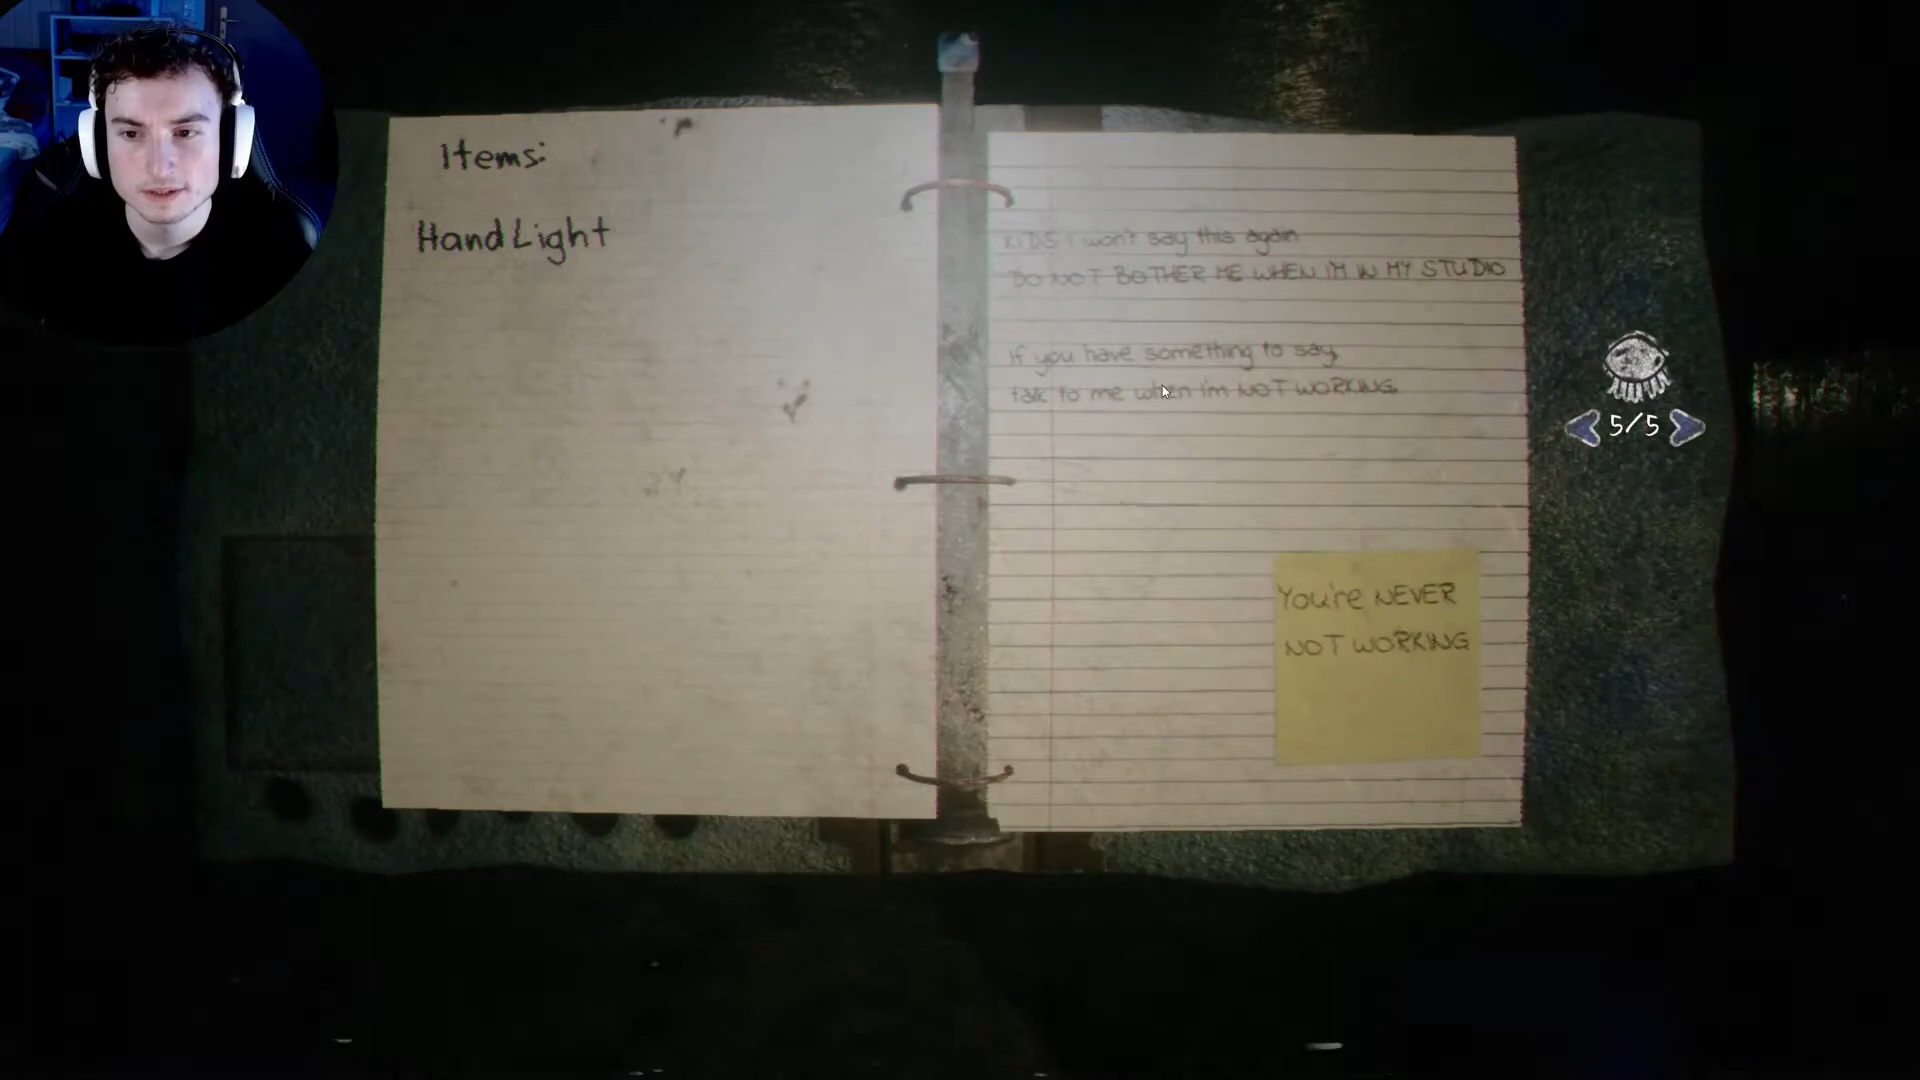 Items:
Hand Light
KIDS I won't say this again
DO NOT BOTHER ME WHEN I'M IN MY STUDIO
If you have something to say,
talk to me when I'm NOT WORKING.
You're NEVER
NOT WORKING
5/5